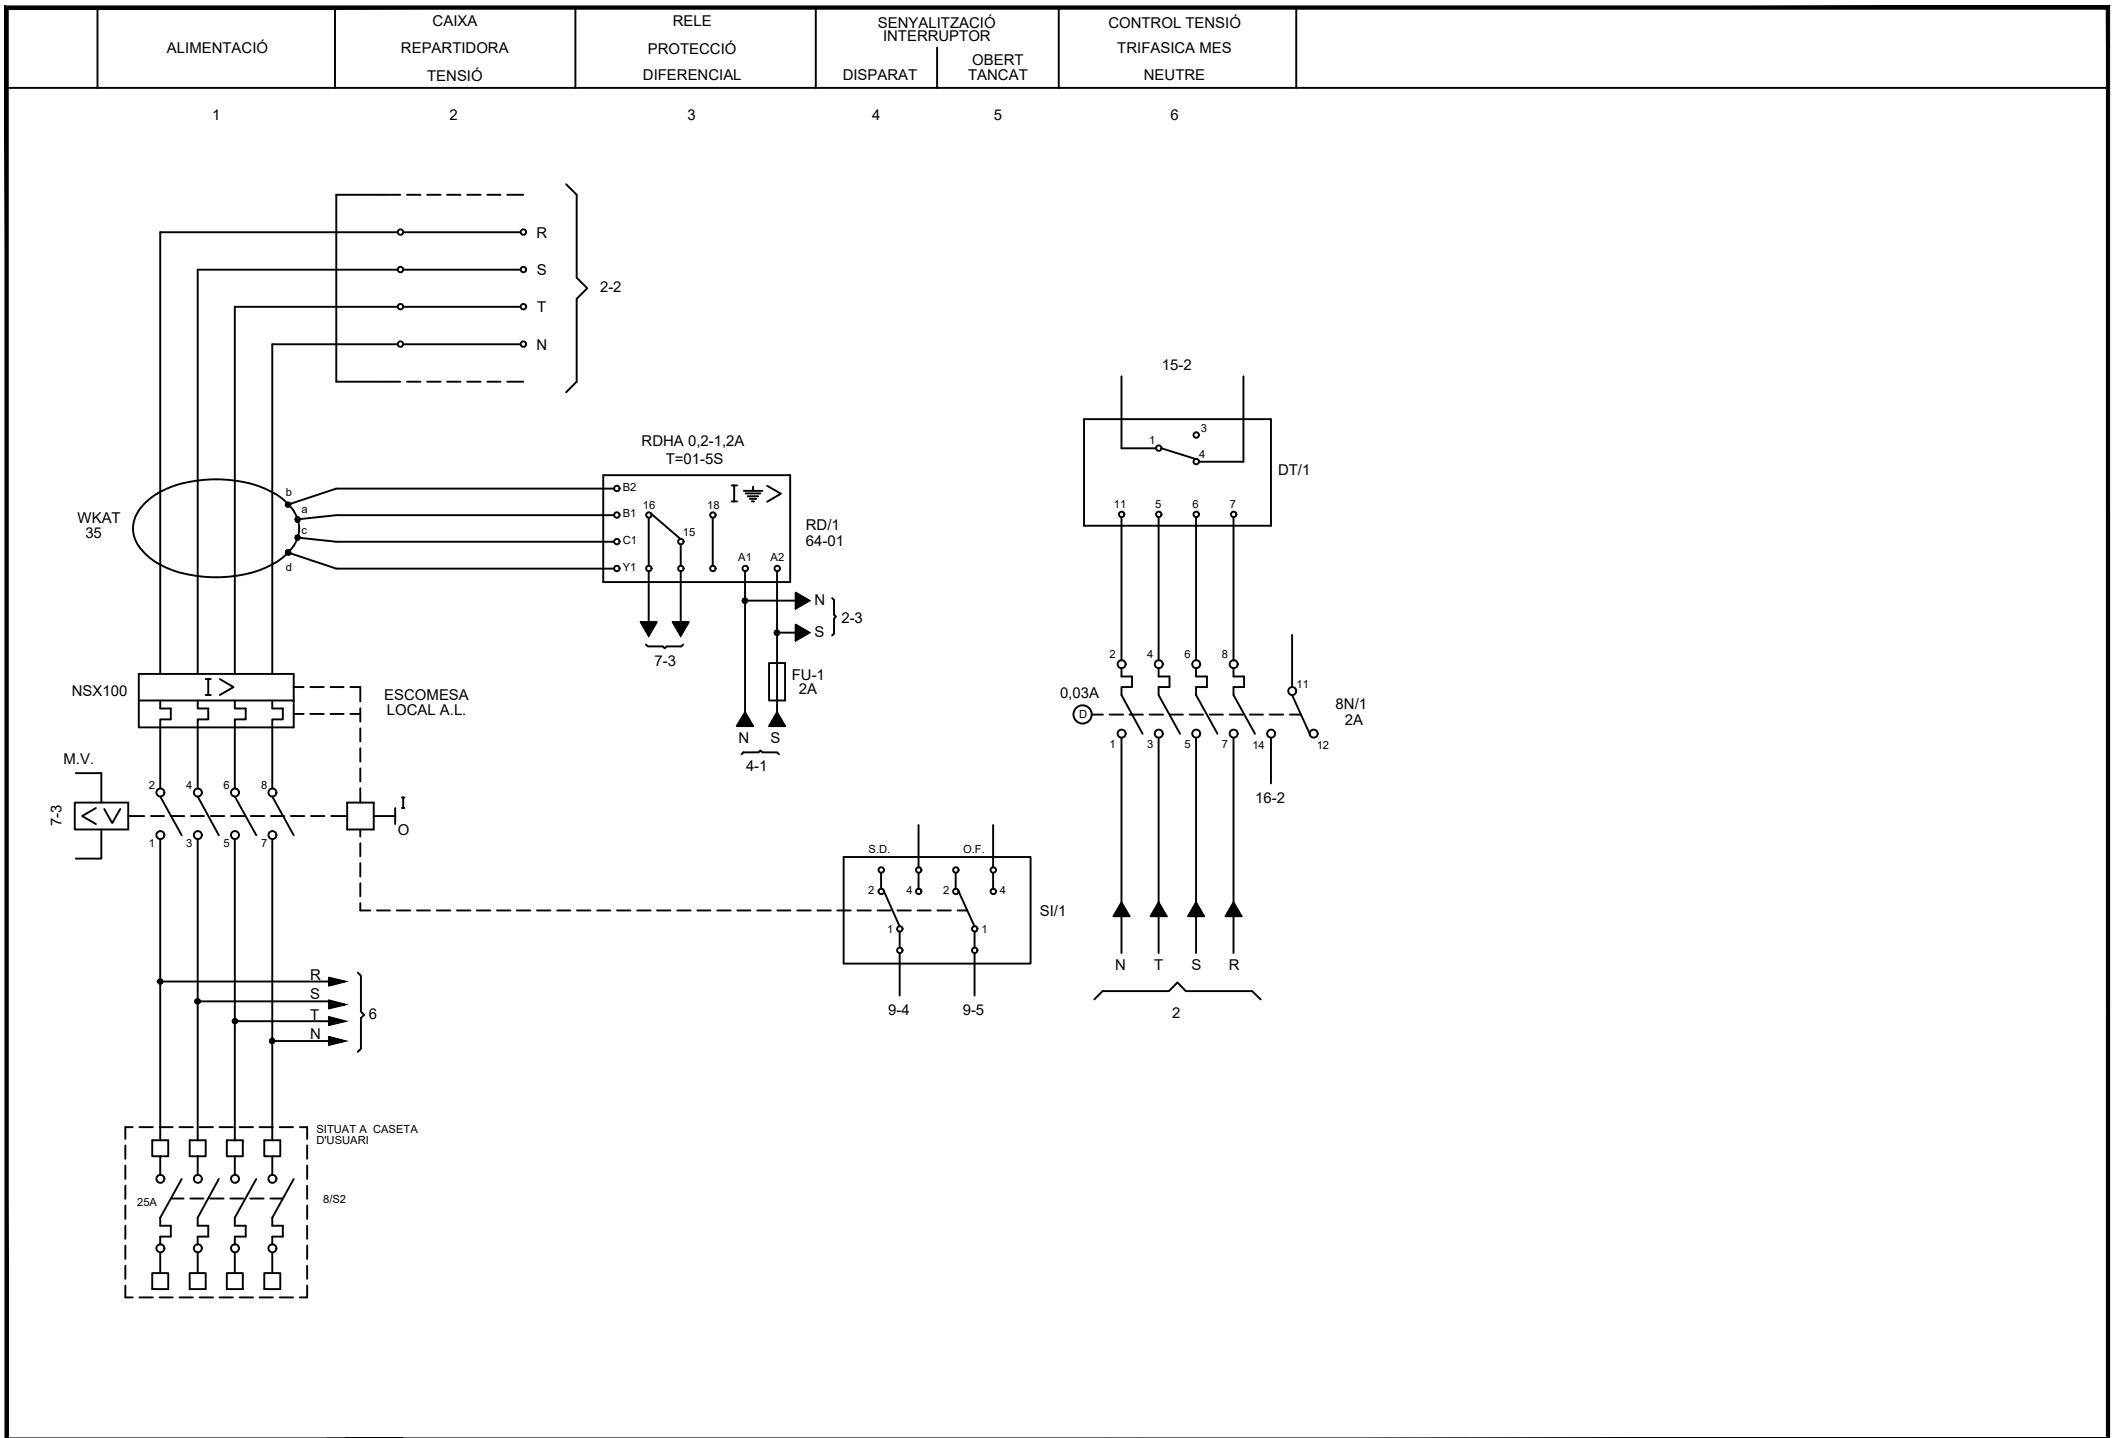 ALIMENTACIÓ
CAIXA
REPARTIDORA
TENSIÓ
RELE
PROTECCIÓ
DIFERENCIAL
SENYALITZACIÓ
INTERRUPTOR
DISPARAT
OBERT
TANCAT
CONTROL TENSIÓ
TRIFASICA MES
NEUTRE
1
2
3
4
5
6
R
S
T
N
2-2
WKAT
35
b
a
c
d
RDHA 0,2-1,2A
T=01-5S
B2
B1
C1
Y1
16
15
18
I >
A1
A2
RD/1
64-01
N
S
2-3
7-3
FU-1
2A
N
S
4-1
15-2
3
1
4
DT/1
11
5
6
7
2
4
6
8
0,03A
D
11
8N/1
2A
1
3
5
7
14
12
16-2
N
T
S
R
2
NSX100
I >
ESCOMESA
LOCAL A.L.
M.V.
7-3
2
4
6
8
I
O
1
3
5
7
S.D.
O.F.
2
4
2
4
1
1
SI/1
9-4
9-5
R
S
T
N
6
SITUAT A CASETA
D'USUARI
25A
8/S2